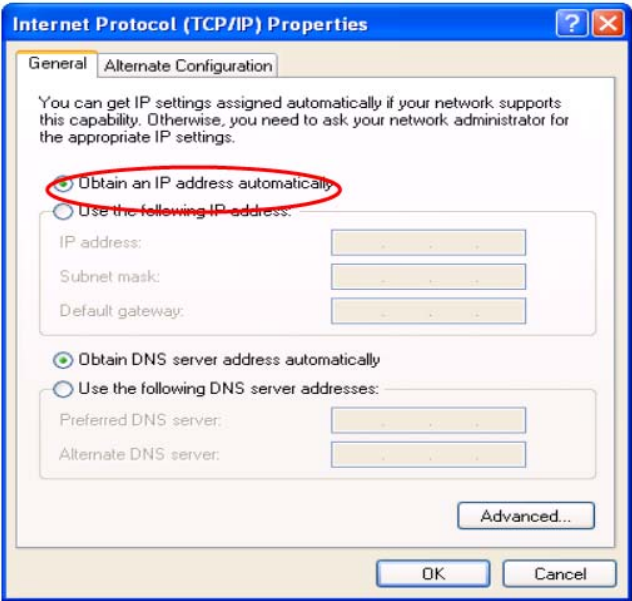 Internet Protocol (TCP/IP) Properties
General
Alternate Configuration
You can get IP settings assigned automatically if your network supports
this capability. Otherwise, you need to ask your network administrator for
the appropriate IP settings.
Obtain an IP address automatically
Use the following IP address:
IP address:
Subnet mask:
Default gateway:
Obtain DNS server address automatically
Use the following DNS server addresses:
Preferred DNS server:
Alternate DNS server:
Advanced...
OK
Cancel